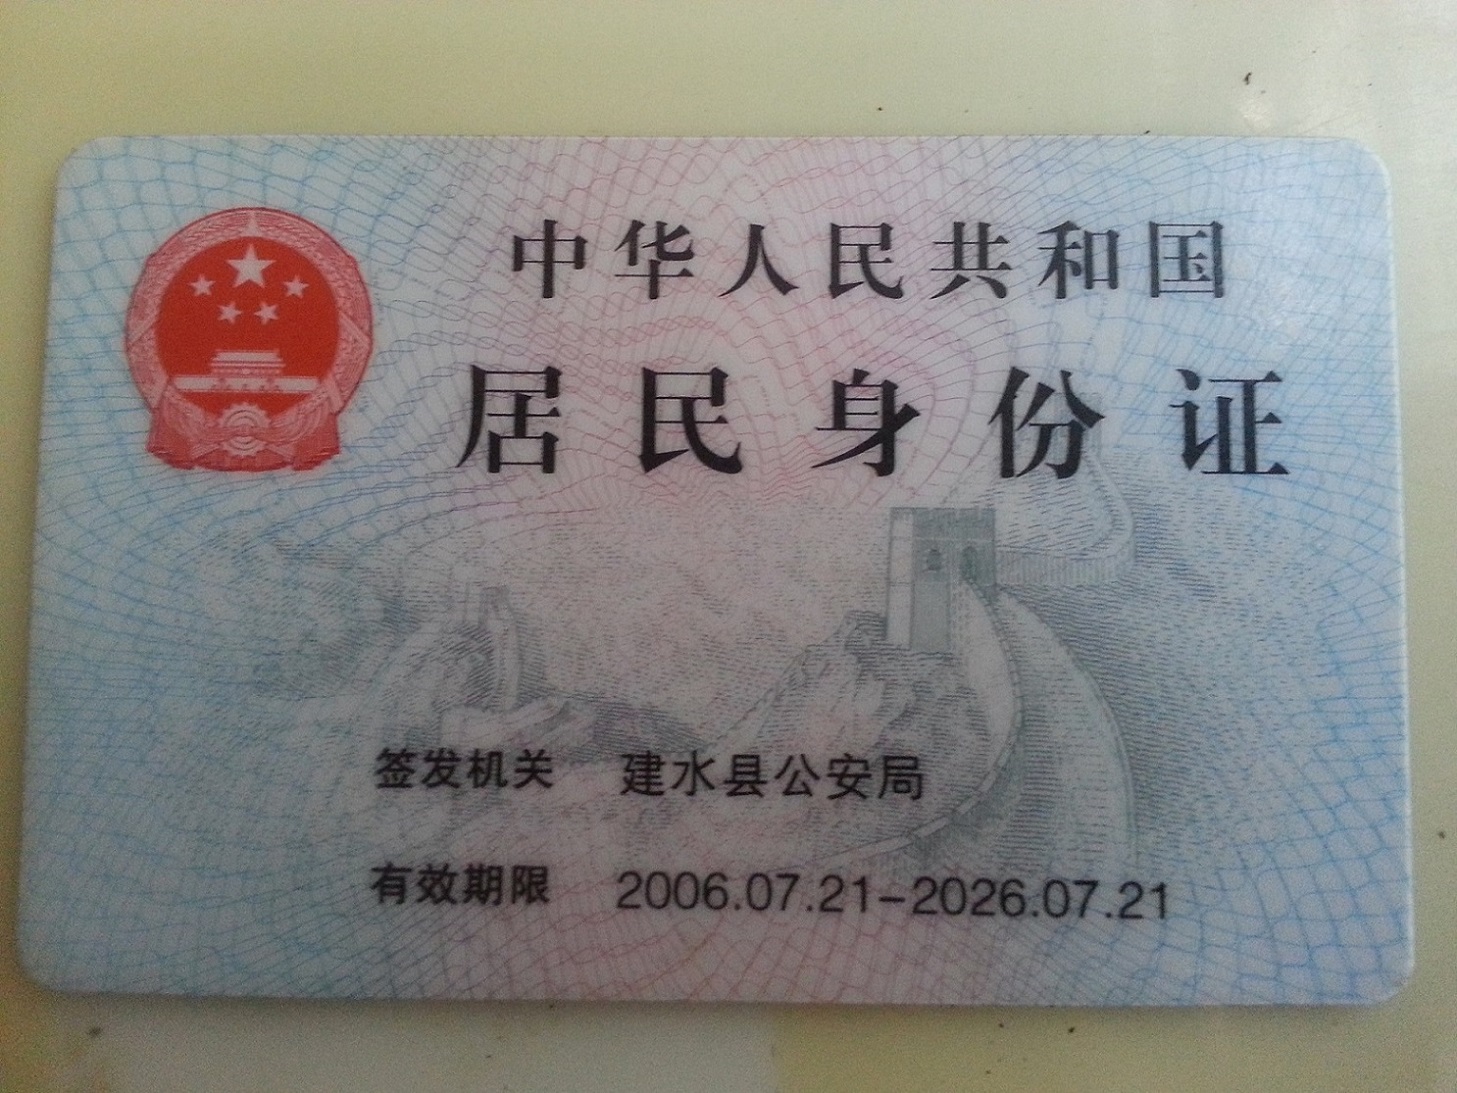 中华人民共和国
居民身份证
签发机关 建水县公安局
有效期限 2006.07.21-2026.07.21